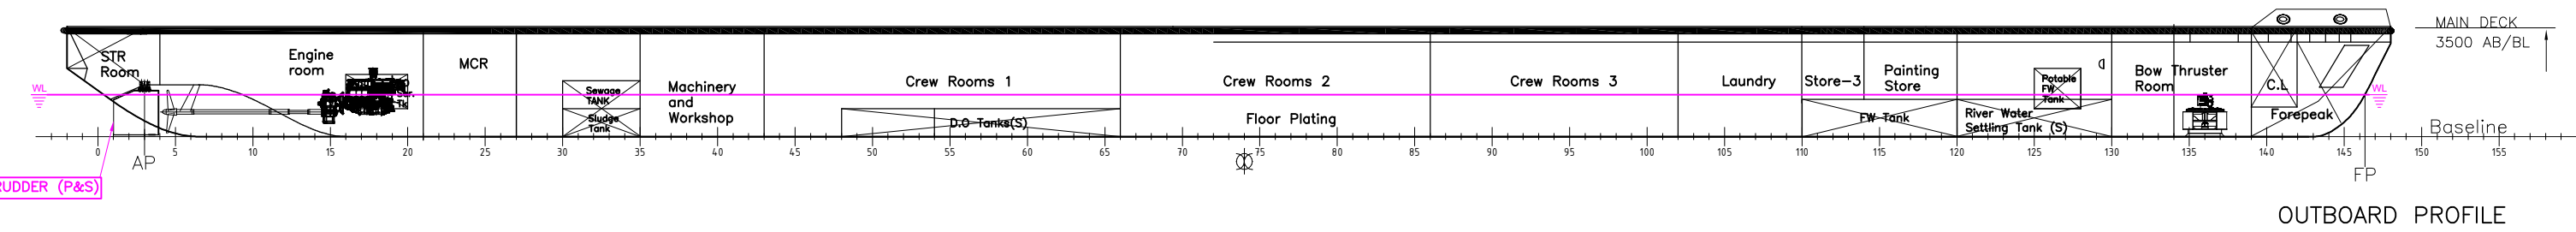 MAIN DECK
3500 AB/BL
STR
Room
Engine
room
MCR
Sewage
TANK
Sludge
Tank
Machinery
and
Workshop
Crew Rooms 1
D.O Tanks(S)
Crew Rooms 2
Floor Plating
Crew Rooms 3
Laundry
Store-3
Painting
Store
FW Tank
Potable
FW
Tank
River Water
Settling Tank (S)
Bow Thruster
Room
C.L
Forepeak
WL
WL
Baseline
0 5 10 15 20 25 30 35 40 45 50 55 60 65 70 75 80 85 90 95 100 105 110 115 120 125 130 135 140 145 150 155
AP
FP
RUDDER (P&S)
OUTBOARD PROFILE